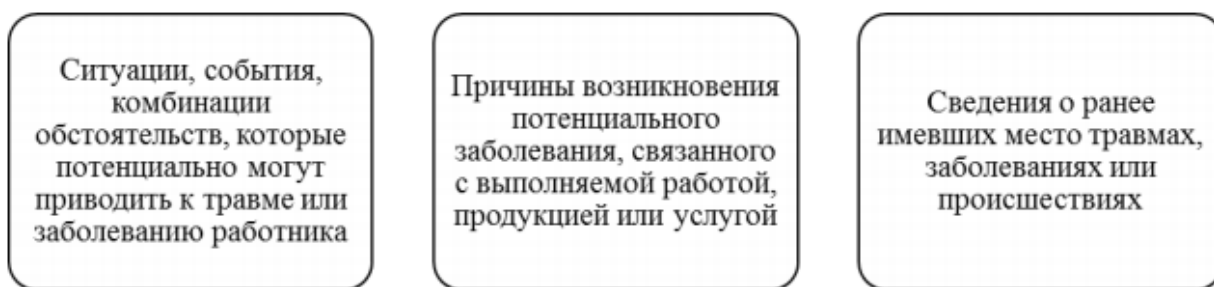 Ситуации, события,
комбинации
обстоятельств, которые
потенциально могут
приводить к травме или
заболеванию работника
Причины возникновения
потенциального
заболевания, связанного
с выполняемой работой,
продукцией или услугой
Сведения о ранее
имевших место травмах,
заболеваниях или
происшествиях